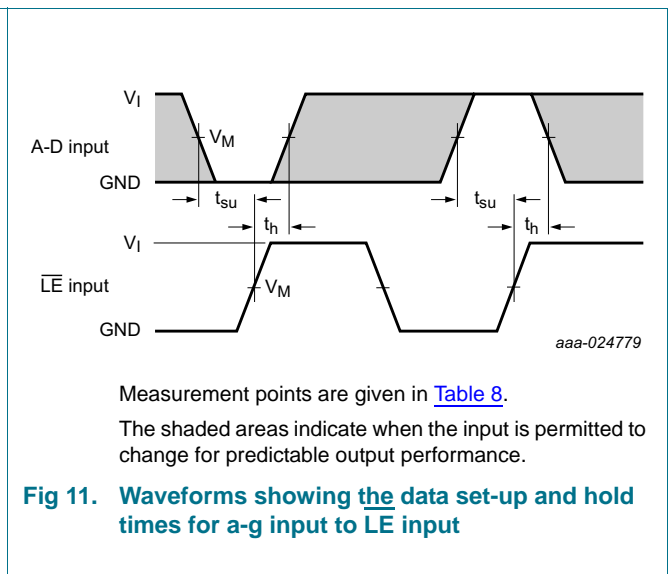 V_I
A-D input
V_M
GND
t_su
t_su
t_h
t_h
V_I
L̅E̅ input
V_M
GND
aaa-024779
Measurement points are given in Table 8.
The shaded areas indicate when the input is permitted to
change for predictable output performance.
Fig 11. Waveforms showing the data set-up and hold
times for a-g input to L̅E̅ input